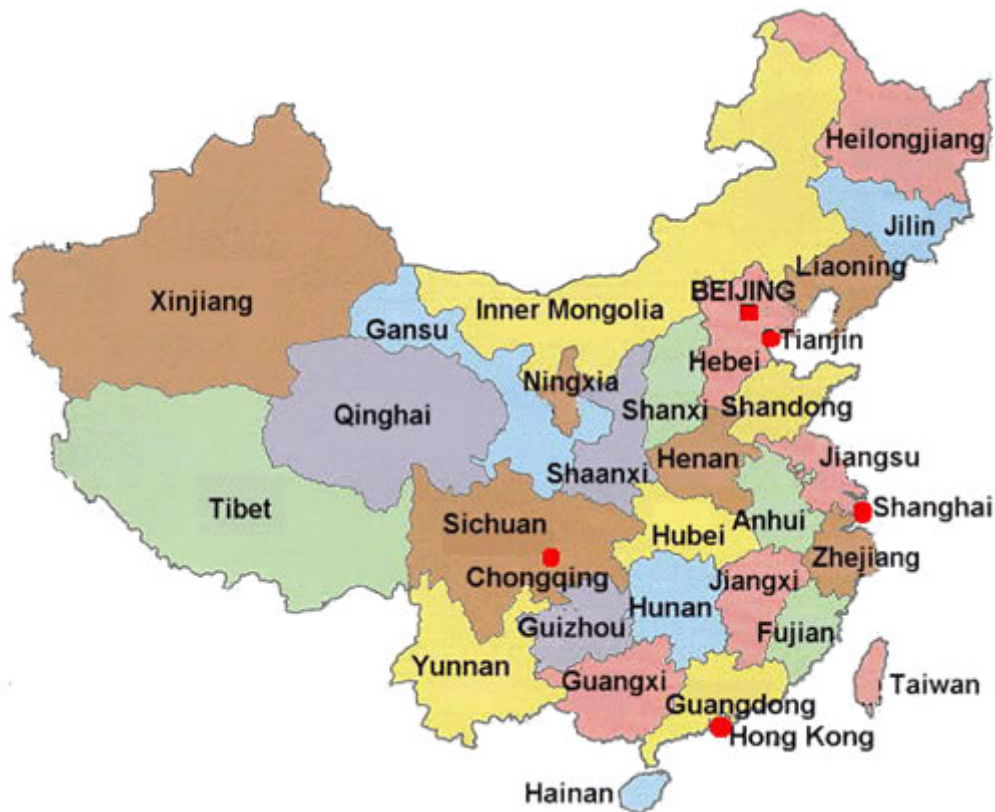 Heilongjiang
Jilin
Liaoning
BEIJING
Xinjiang
Inner Mongolia
Gansu
Tianjin
Hebei
Ningxia
Shanxi
Shandong
Qinghai
Henan
Jiangsu
Shaanxi
Tibet
Shanghai
Sichuan
Anhui
Hubei
Zhejiang
Chongqing
Jiangxi
Hunan
Guizhou
Fujian
Yunnan
Guangxi
Taiwan
Guangdong
Hong Kong
Hainan